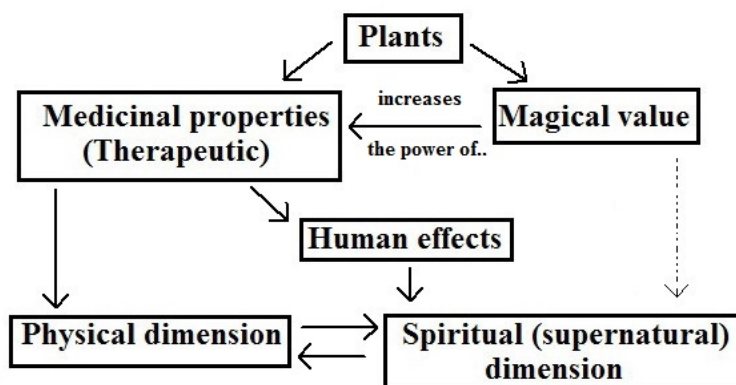 Plants
increases
Medicinal properties
(Therapeutic)
Magical value
the power of..
Human effects
Physical dimension
Spiritual (supernatural)
dimension